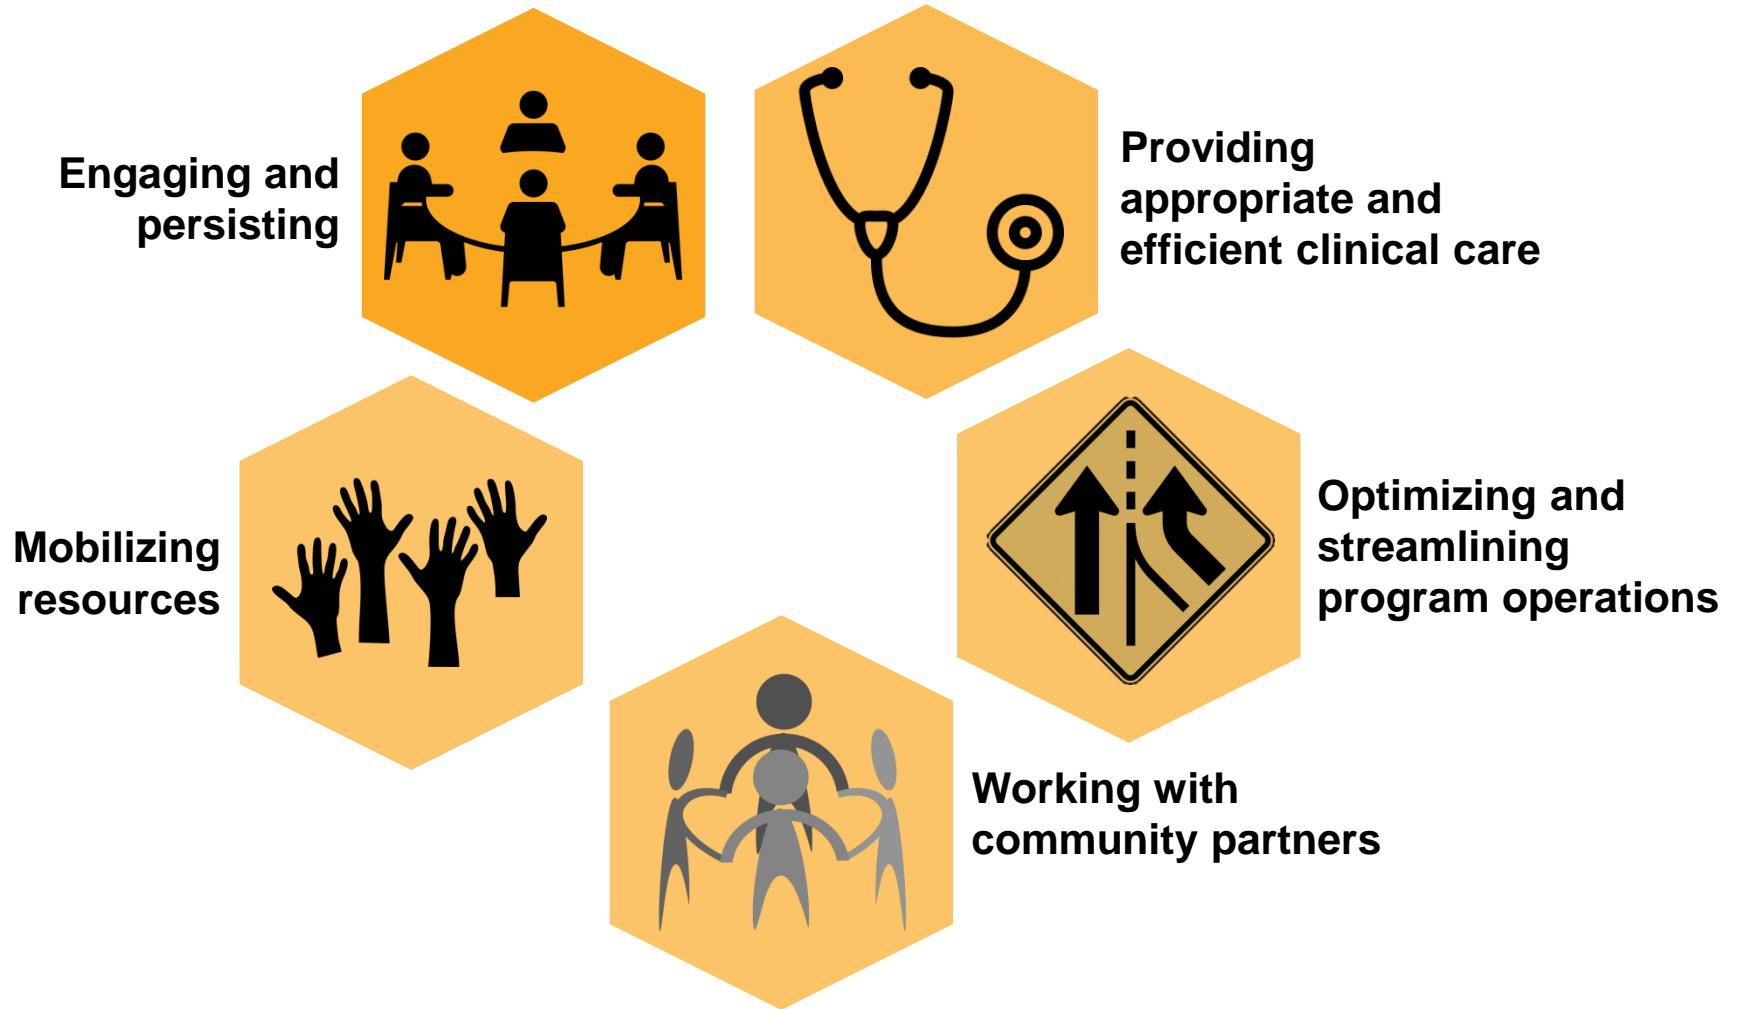 Engaging and
persisting
Providing
appropriate and
efficient clinical care
Mobilizing
resources
Optimizing and
streamlining
program operations
Working with
community partners